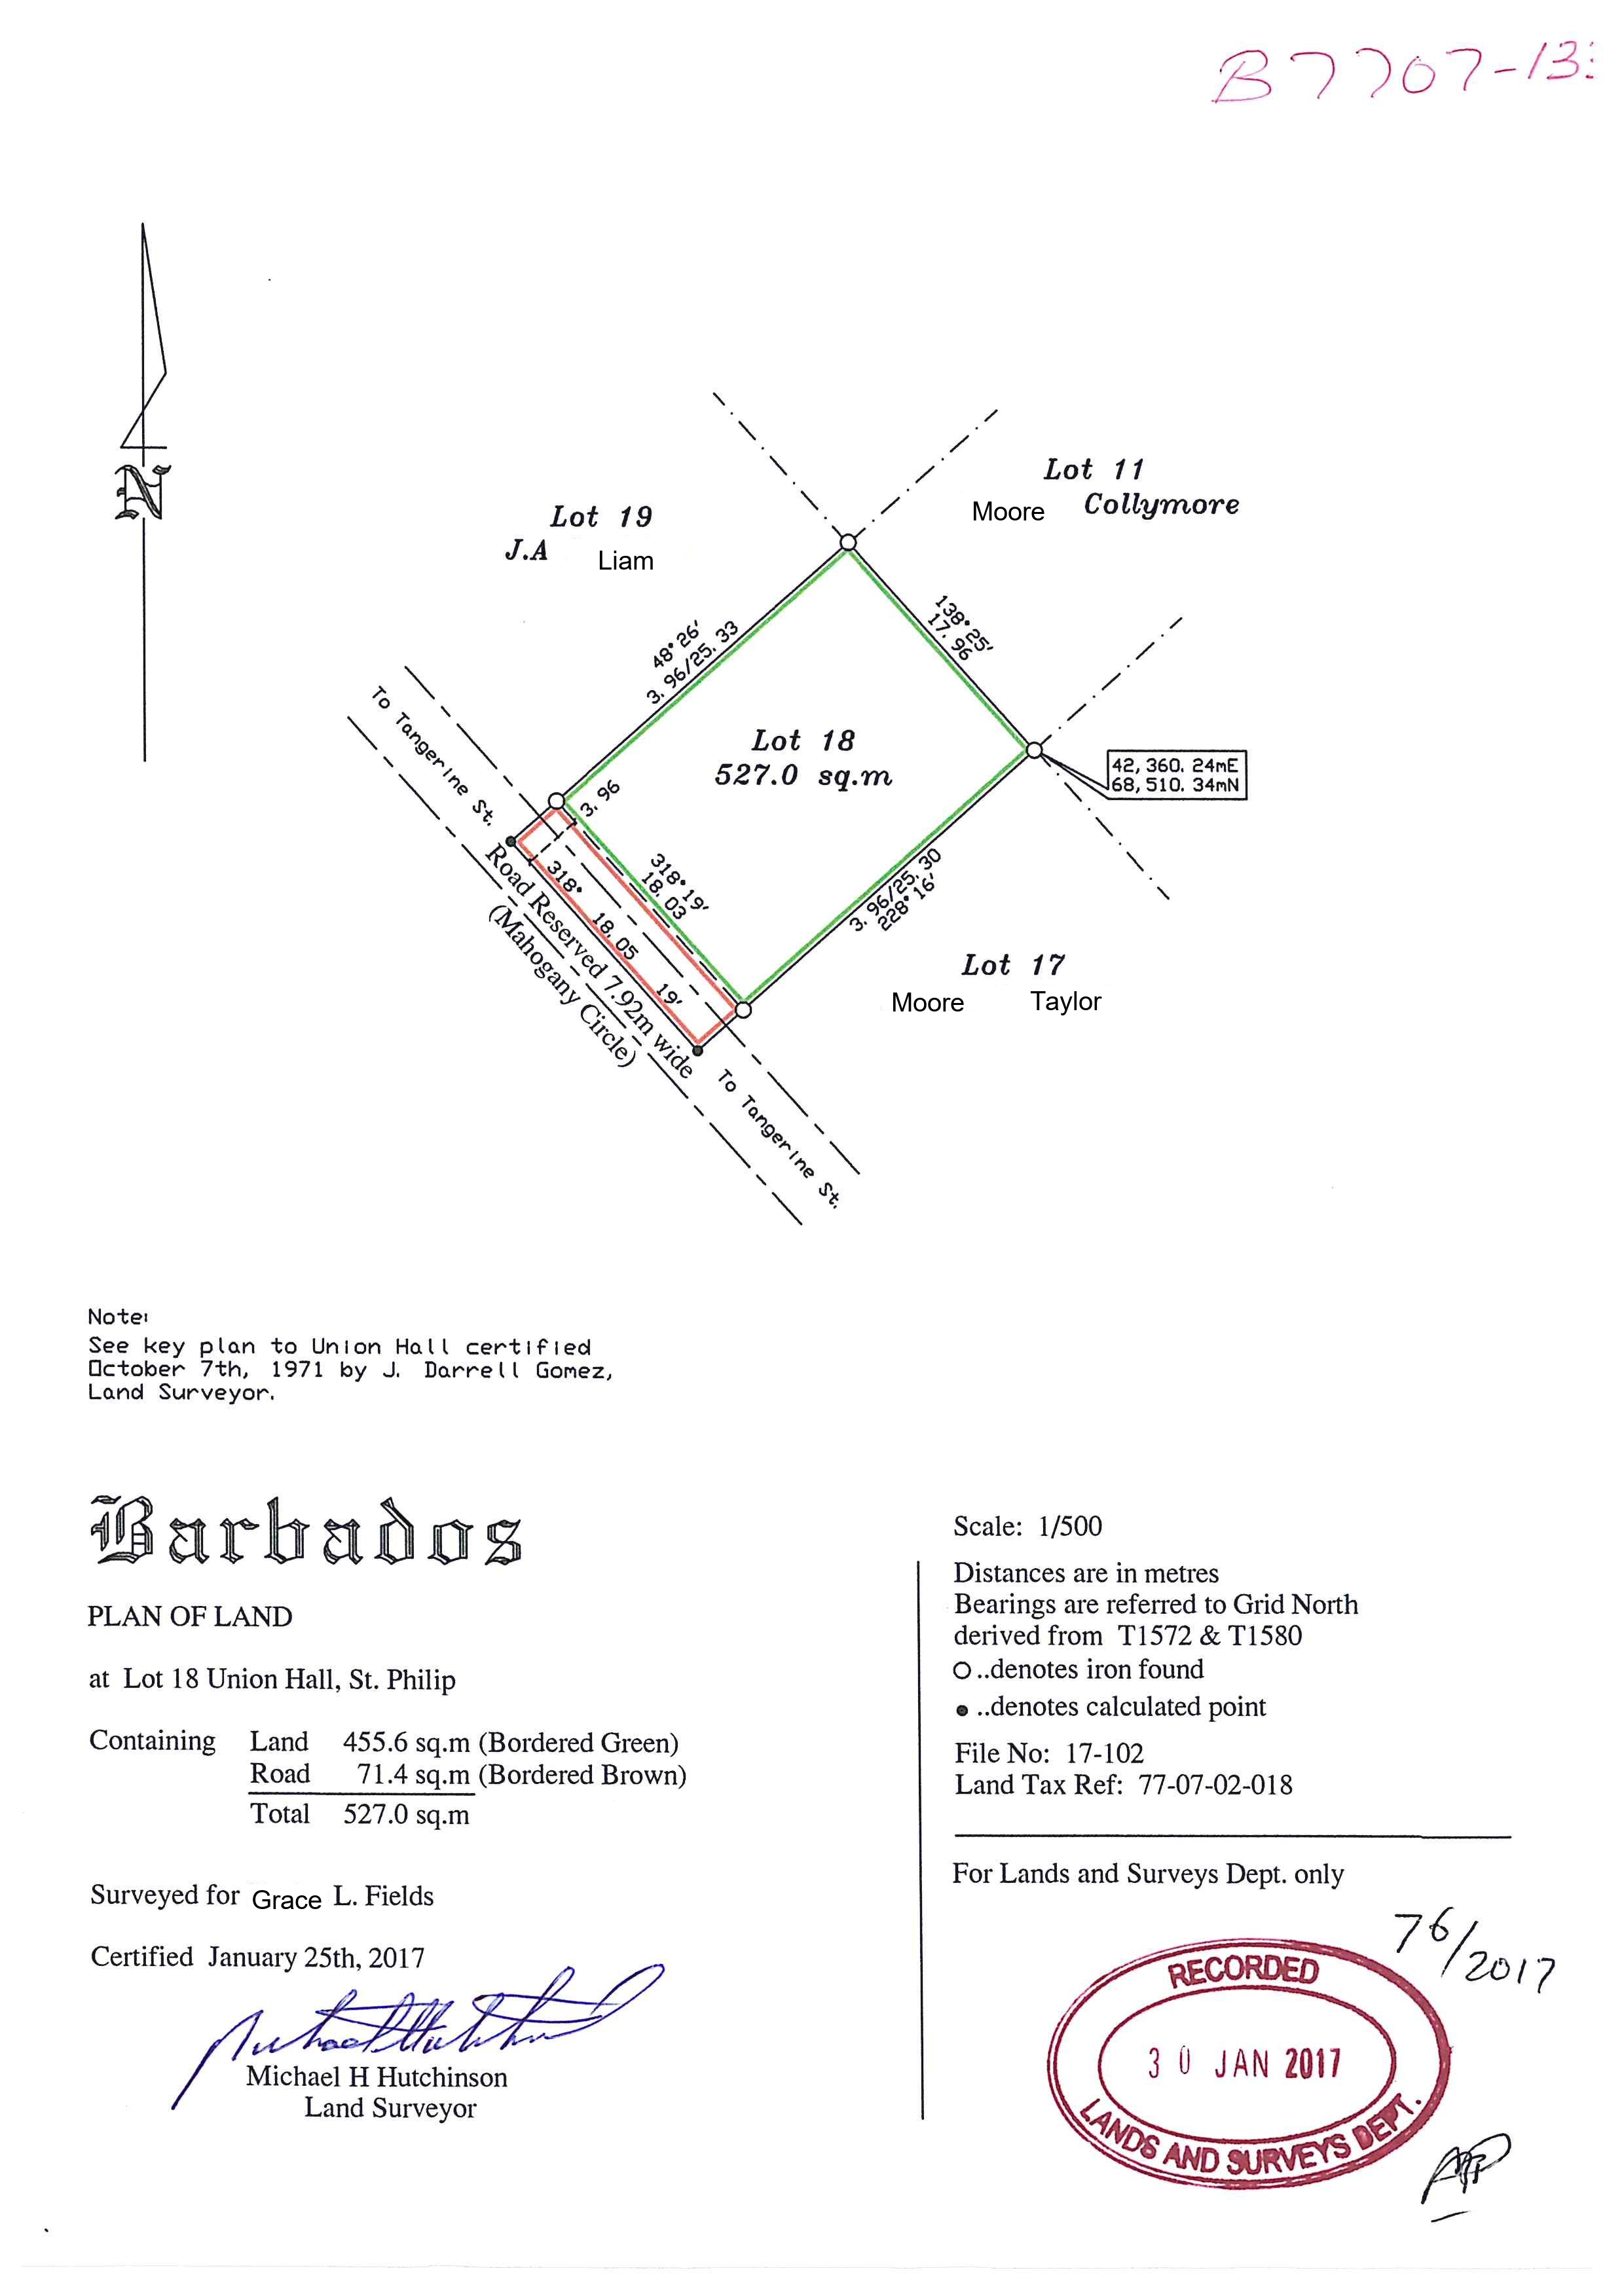 B7707-13
N
Lot 11
Moore Collymore
Lot 19
J.A Liam
138°25'
17.96
48°26'
3.96/25.33
To Tangerine St.
Lot 18
527.0 sq.m
42,360.24mE
68,510.34mN
3.96
318°19'
18.03
318° 18.05 19'
3.96/25.30
228°16'
Road Reserved 7.92m wide
(Mahogany Circle)
Lot 17
Moore Taylor
To Tangerine St.
Note:
See key plan to Union Hall certified
October 7th, 1971 by J. Darrell Gomez,
Land Surveyor.
Barbados
PLAN OF LAND
at Lot 18 Union Hall, St. Philip
Containing Land 455.6 sq.m (Bordered Green)
Road 71.4 sq.m (Bordered Brown)
Total 527.0 sq.m
Surveyed for Grace L. Fields
Certified January 25th, 2017
Michael H Hutchinson
Land Surveyor
Scale: 1/500
Distances are in metres
Bearings are referred to Grid North
derived from T1572 & T1580
O..denotes iron found
● ..denotes calculated point
File No: 17-102
Land Tax Ref: 77-07-02-018
For Lands and Surveys Dept. only
76/2017
RECORDED
30 JAN 2017
LANDS AND SURVEYS DEPT.